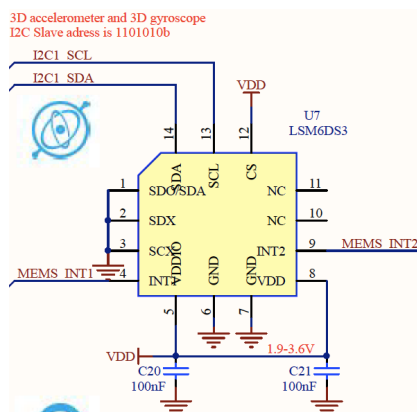 3D accelerometer and 3D gyroscope
I2C Slave adress is 1101010b
I2C1_SCL
I2C1_SDA
VDD
U7
LSM6DS3
14
13
12
SDA
SCL
CS
1
SDO/SDA
NC
11
2
SDX
NC
10
3
SCX
INT2
9
MEMS_INT2
MEMS_INT1
4
INT1
VDDIO
GND
GND
VDD
8
5
6
7
VDD
1.9-3.6V
C20
100nF
C21
100nF